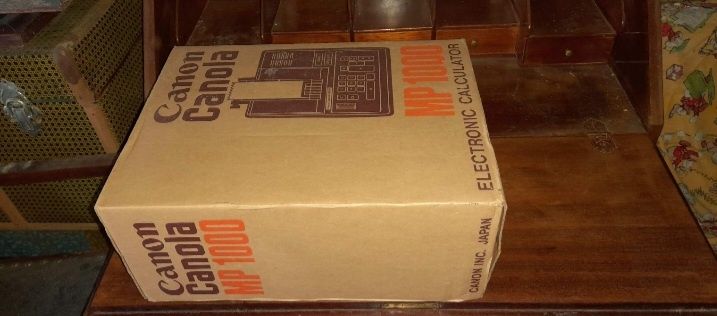 Canon
Canola
MP 1000
ELECTRONIC CALCULATOR
Canon
Canola
MP 1000
CANON INC. JAPAN